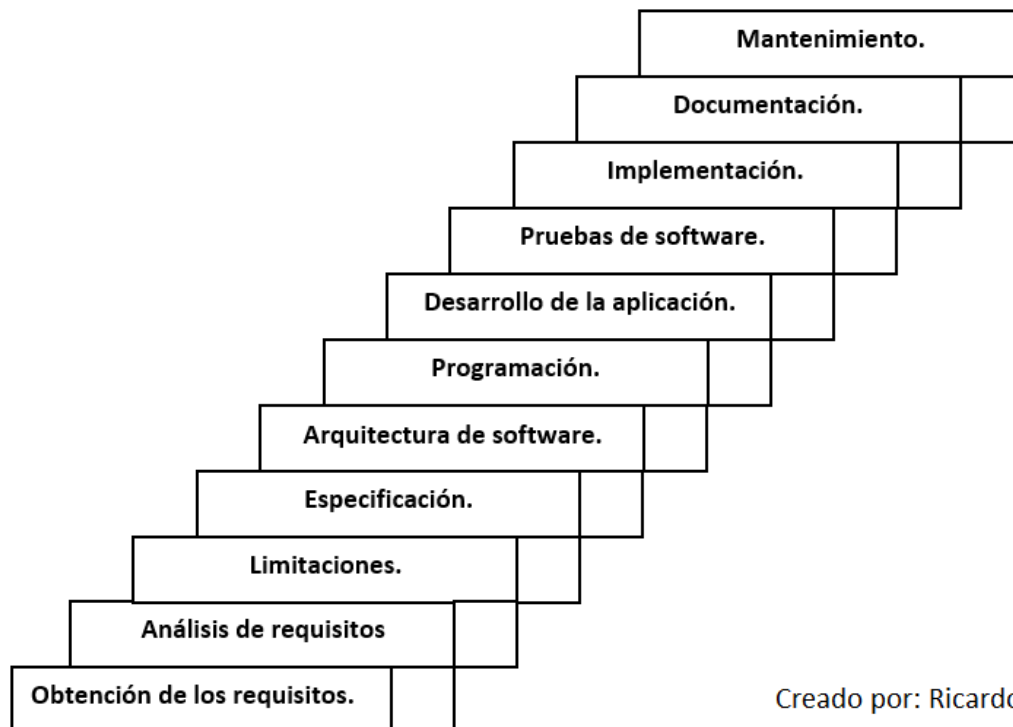 Mantenimiento.
Documentación.
Implementación.
Pruebas de software.
Desarrollo de la aplicación.
Programación.
Arquitectura de software.
Especificación.
Limitaciones.
Análisis de requisitos
Obtención de los requisitos.
Creado por: Ricardo